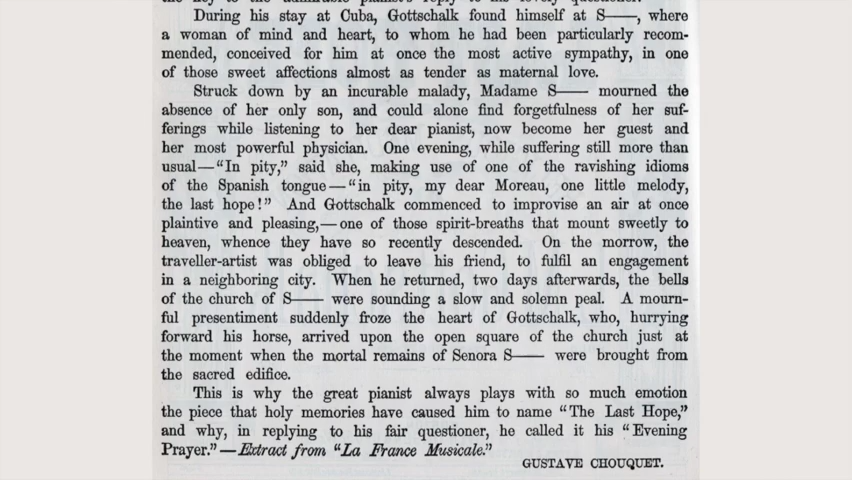 the key to the admirable pianist's reply to his lovely questioner.
During his stay at Cuba, Gottschalk found himself at S——, where
a woman of mind and heart, to whom he had been particularly recom-
mended, conceived for him at once the most active sympathy, in one
of those sweet affections almost as tender as maternal love.
Struck down by an incurable malady, Madame S—— mourned the
absence of her only son, and could alone find forgetfulness of her suf-
ferings while listening to her dear pianist, now become her guest and
her most powerful physician. One evening, while suffering still more than
usual—"In pity," said she, making use of one of the ravishing idioms
of the Spanish tongue—"in pity, my dear Moreau, one little melody,
the last hope!" And Gottschalk commenced to improvise an air at once
plaintive and pleasing,—one of those spirit-breaths that mount sweetly to
heaven, whence they have so recently descended. On the morrow, the
traveller-artist was obliged to leave his friend, to fulfil an engagement
in a neighboring city. When he returned, two days afterwards, the bells
of the church of S—— were sounding a slow and solemn peal. A mourn-
ful presentiment suddenly froze the heart of Gottschalk, who, hurrying
forward his horse, arrived upon the open square of the church just at
the moment when the mortal remains of Senora S—— were brought from
the sacred edifice.
This is why the great pianist always plays with so much emotion
the piece that holy memories have caused him to name "The Last Hope,"
and why, in replying to his fair questioner, he called it his "Evening
Prayer."—Extract from "La France Musicale."
GUSTAVE CHOUQUET.